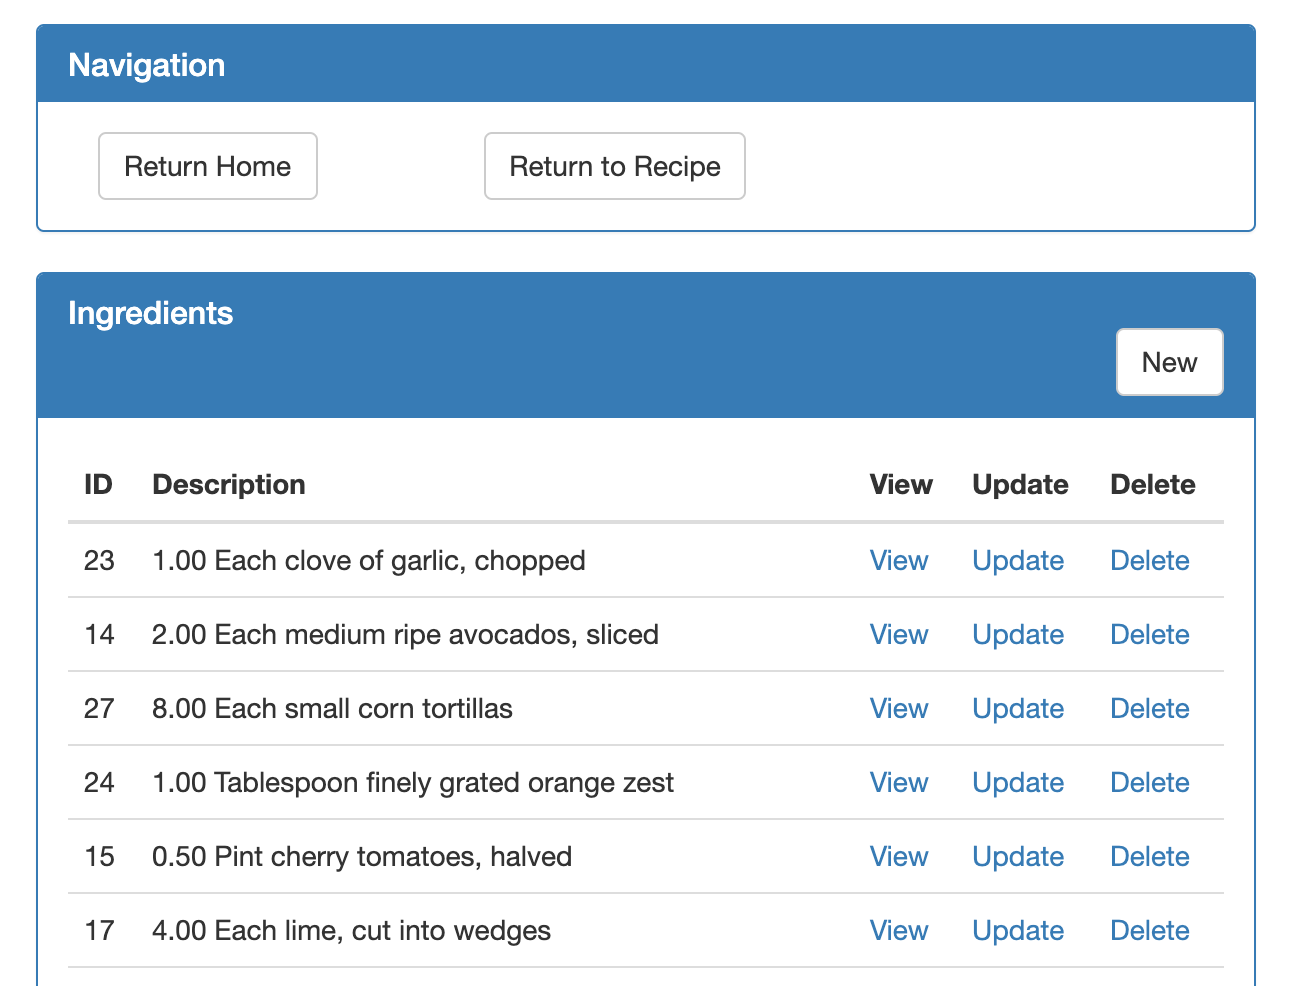 Navigation
Return Home Return to Recipe
Ingredients
New
ID Description View Update Delete
23 1.00 Each clove of garlic, chopped View Update Delete
14 2.00 Each medium ripe avocados, sliced View Update Delete
27 8.00 Each small corn tortillas View Update Delete
24 1.00 Tablespoon finely grated orange zest View Update Delete
15 0.50 Pint cherry tomatoes, halved View Update Delete
17 4.00 Each lime, cut into wedges View Update Delete